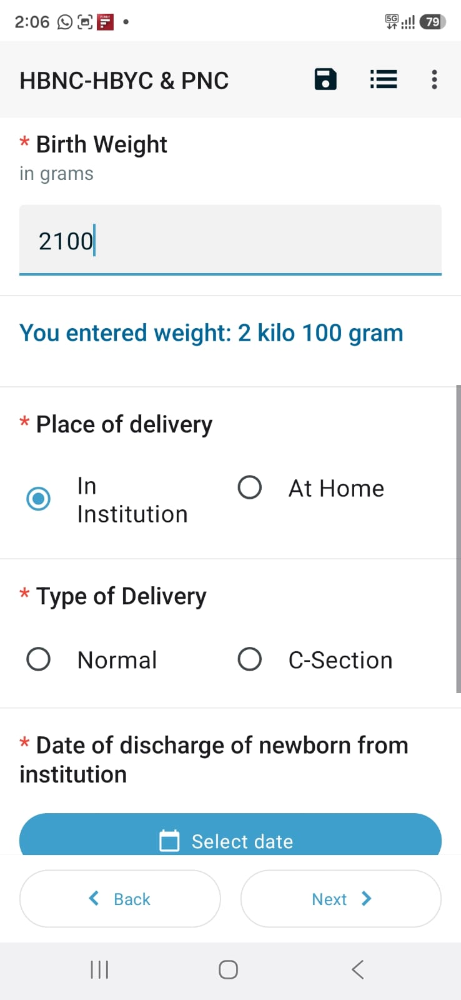 2:06
5G
79
HBNC-HBYC & PNC
* Birth Weight
in grams
2100
You entered weight: 2 kilo 100 gram
* Place of delivery
In
Institution
At Home
* Type of Delivery
Normal
C-Section
* Date of discharge of newborn from
institution
Select date
Back
Next